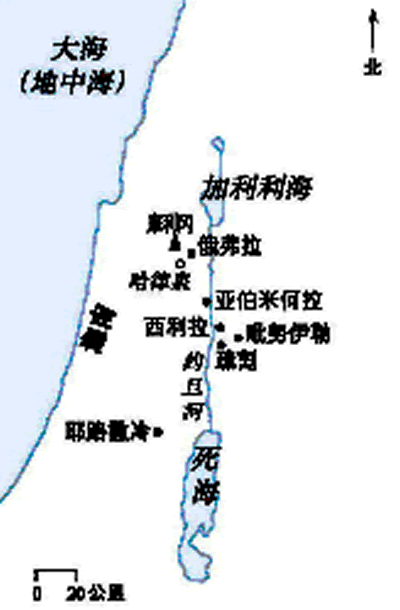 大海
(地中海)
北
加利利海
摩利冈
俄弗拉
哈律泉
亚伯米何拉
西利拉
毗努伊勒
疏割
迦南
约旦河
耶路撒冷
死海
0 20公里